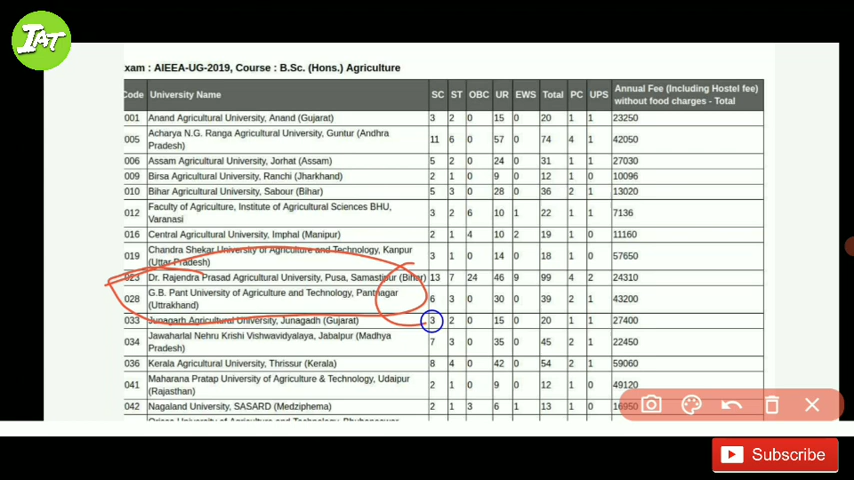 IAT
xam : AIEEA-UG-2019, Course : B.Sc. (Hons.) Agriculture
Code University Name SC ST OBC UR EWS Total PC UPS Annual Fee (Including Hostel fee)
without food charges - Total
001 Anand Agricultural University, Anand (Gujarat) 3 2 0 15 0 20 1 1 23250
005 Acharya N.G. Ranga Agricultural University, Guntur (Andhra
Pradesh) 11 6 0 57 0 74 4 1 42050
006 Assam Agricultural University, Jorhat (Assam) 5 2 0 24 0 31 1 1 27030
009 Birsa Agricultural University, Ranchi (Jharkhand) 2 1 0 9 0 12 1 0 10096
010 Bihar Agricultural University, Sabour (Bihar) 5 3 0 28 0 36 2 1 13020
012 Faculty of Agriculture, Institute of Agricultural Sciences BHU,
Varanasi 3 2 6 10 1 22 1 1 7136
016 Central Agricultural University, Imphal (Manipur) 2 1 4 10 2 19 1 0 11160
019 Chandra Shekar University of Agriculture and Technology, Kanpur
(Uttar Pradesh) 3 1 0 14 0 18 0 1 57650
023 Dr. Rajendra Prasad Agricultural University, Pusa, Samastipur (Bihar) 13 7 24 46 9 99 4 2 24310
028 G.B. Pant University of Agriculture and Technology, Pantnagar
(Uttrakhand) 6 3 0 30 0 39 2 1 43200
033 Junagarh Agricultural University, Junagadh (Gujarat) 3 2 0 15 0 20 1 1 27400
034 Jawaharlal Nehru Krishi Vishwavidyalaya, Jabalpur (Madhya
Pradesh) 7 3 0 35 0 45 2 1 22450
036 Kerala Agricultural University, Thrissur (Kerala) 8 4 0 42 0 54 2 1 59060
041 Maharana Pratap University of Agriculture & Technology, Udaipur
(Rajasthan) 2 1 0 9 0 12 1 0 49120
042 Nagaland University, SASARD (Medziphema) 2 1 3 6 1 13 1 0 16950
Subscribe